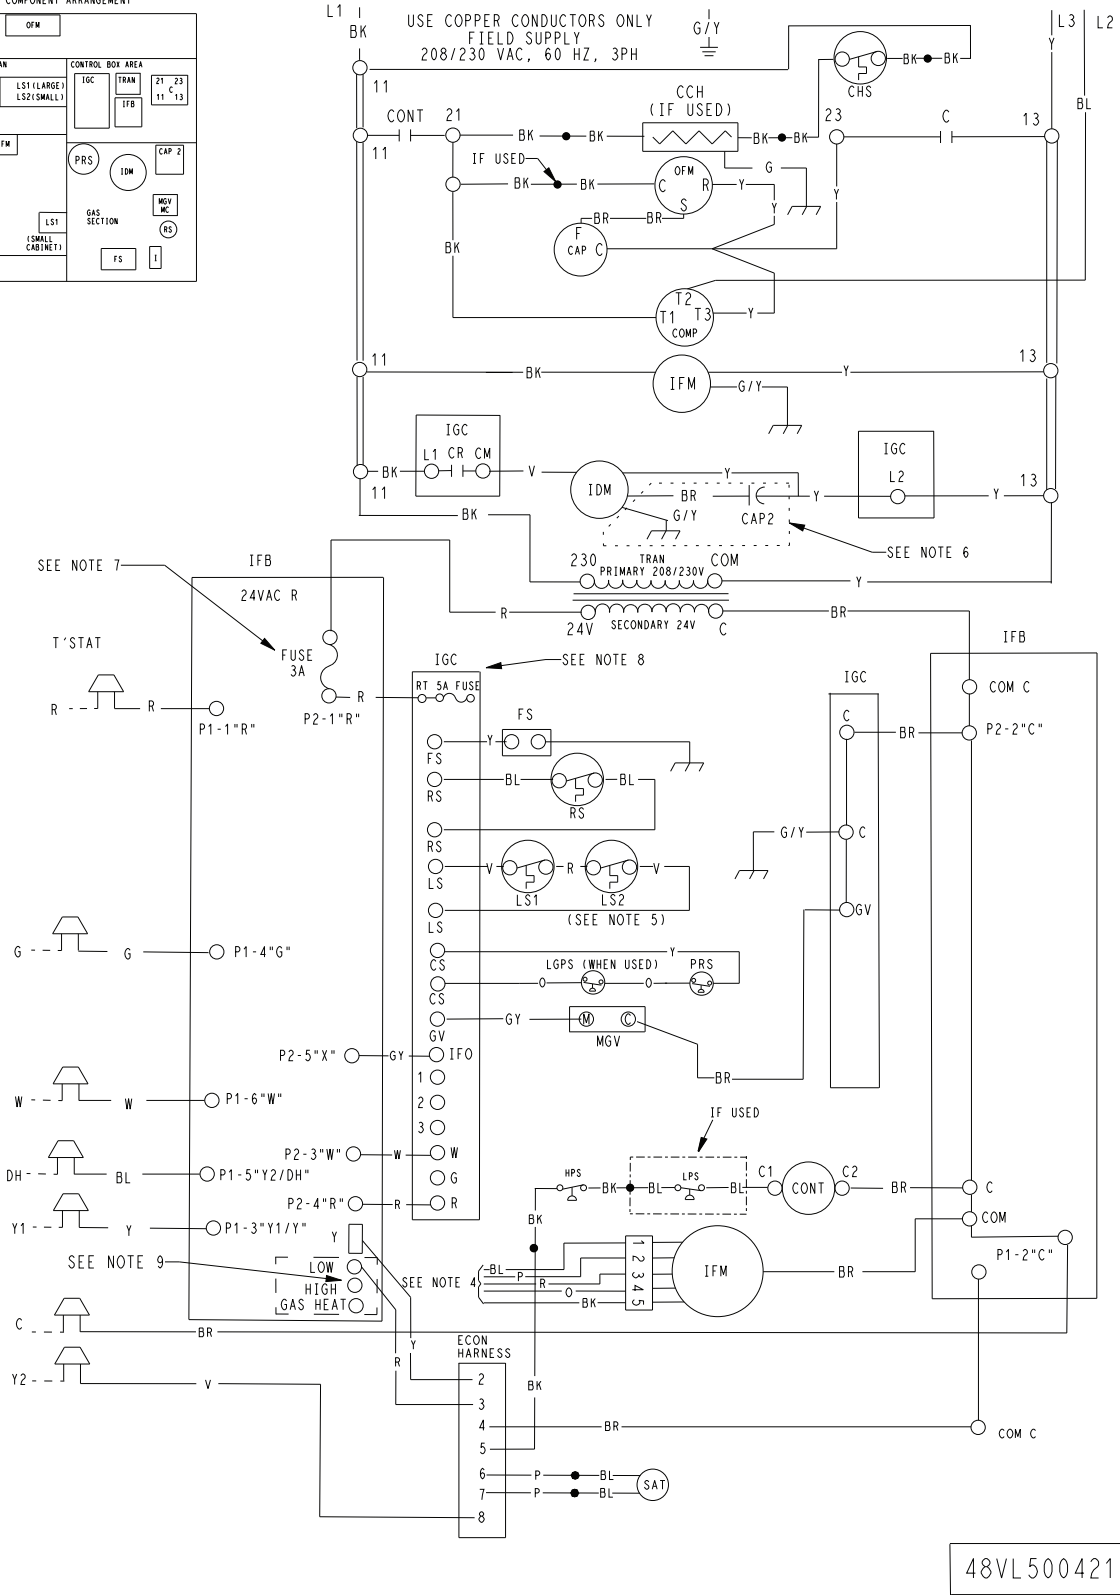 COMPONENT ARRANGEMENT
OFM
AN
LS1(LARGE)
LS2(SMALL)
FM
LS1
(SMALL
CABINET)
CONTROL BOX AREA
IGC
TRAN
IFB
21 23
C
11 13
PRS
IDM
CAP 2
GAS
SECTION
MGV
MC
RS
FS
I
L1
BK
USE COPPER CONDUCTORS ONLY
FIELD SUPPLY
208/230 VAC, 60 HZ, 3PH
G/Y
L3
L2
Y
BL
11
CHS
BK
BK
CONT
21
BK
BK
CCH
(IF USED)
BK
BK
23
C
13
11
IF USED
BK
BK
OFM
C
R
S
Y
G
Y
Y
BR
BR
F
CAP C
BK
T2
T1
T3
COMP
Y
11
BK
IFM
Y
13
G/Y
IGC
L1 CR CM
BK
V
IDM
Y
BR
CAP2
G/Y
Y
IGC
L2
Y
13
11
BK
SEE NOTE 6
230
TRAN
PRIMARY 208/230V
COM
Y
R
24V
SECONDARY 24V
C
BR
SEE NOTE 7
IFB
24VAC R
FUSE
3A
T'STAT
R
R
P1-1"R"
P2-1"R"
R
IGC
SEE NOTE 8
RT 5A FUSE
FS
Y
FS
RS
BL
BL
RS
RS
LS
V
R
V
LS1
LS2
(SEE NOTE 5)
LS
CS
Y
LGPS (WHEN USED)
PRS
CS
O
O
GV
GY
M
C
MGV
BR
IGC
C
BR
G/Y
C
GV
IFB
COM C
P2-2"C"
G
G
P1-4"G"
P2-5"X"
GY
IFO
1
2
3
W
W
P1-6"W"
P2-3"W"
W
W
G
DH
BL
P1-5"Y2/DH"
P2-4"R"
R
R
Y1
Y
P1-3"Y1/Y"
Y
SEE NOTE 9
LOW
HIGH
GAS HEAT
IF USED
HPS
BK
BL
LPS
BL
C1
CONT
C2
BR
C
COM
P1-2"C"
BK
SEE NOTE 4
BL
P
R
O
BK
1
2
3
4
5
IFM
BR
C
BR
Y
R
ECON
HARNESS
BK
Y2
V
2
3
4
BR
COM C
5
6
P
BL
SAT
7
P
BL
8
48VL500421